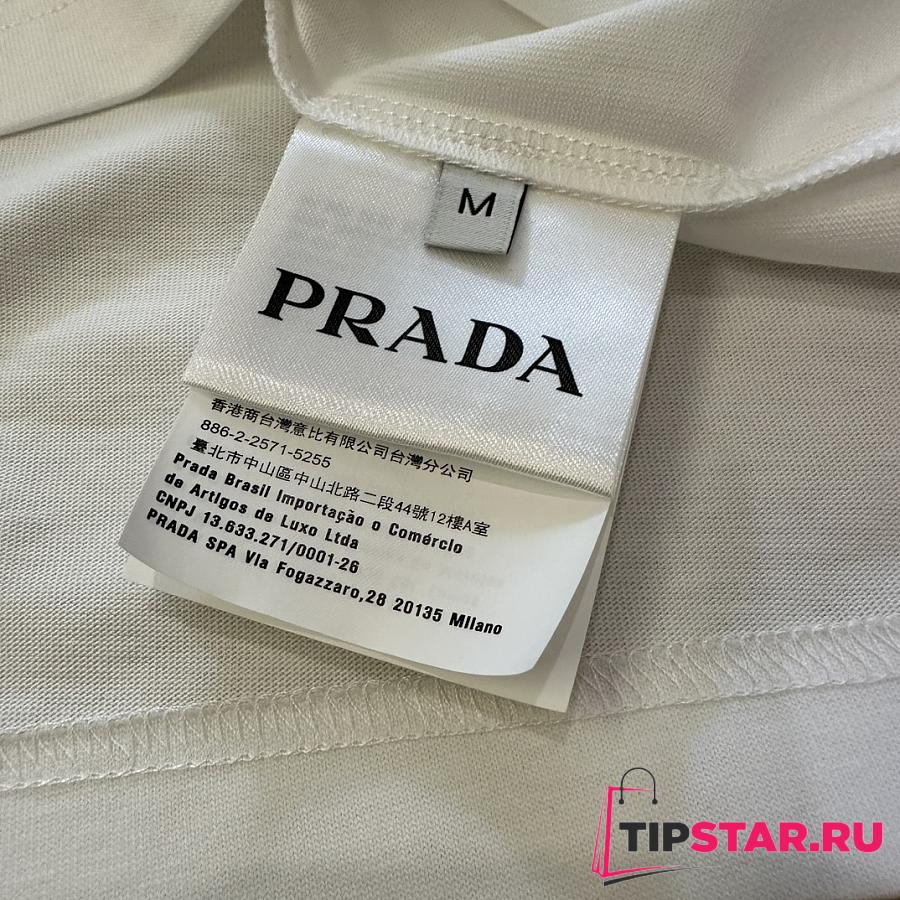 M
PRADA
香港商台灣意比有限公司台灣分公司
886-2-2571-5255
臺北市中山區中山北路二段44號12樓A室
Prada Brasil Importação o Comércio
de Artigos de Luxo Ltda
CNPJ 13.633.271/0001-26
PRADA SPA Via Fogazzaro,28 20135 Milano
TIPSTAR.RU